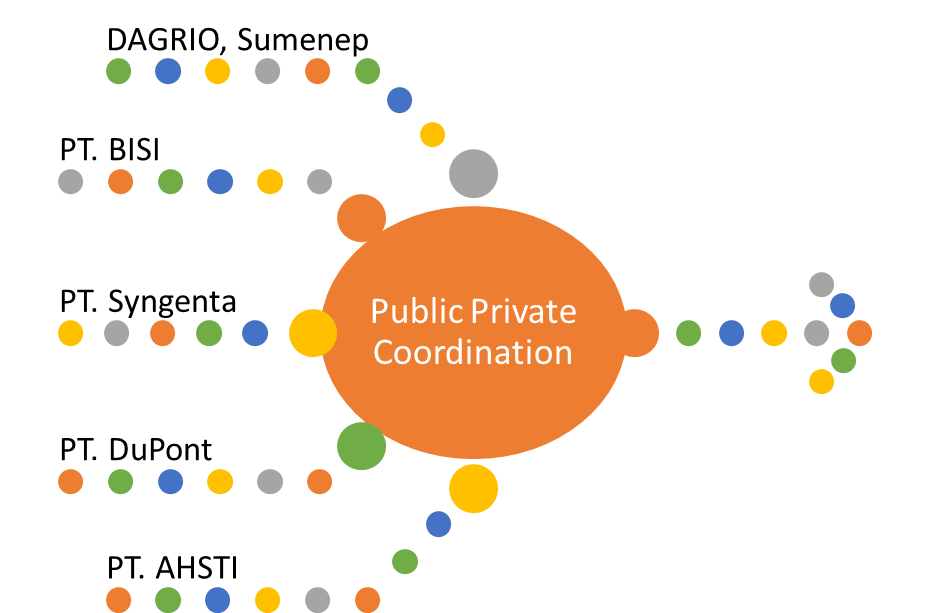 DAGRIO, Sumenep
PT. BISI
PT. Syngenta
Public Private
Coordination
PT. DuPont
PT. AHSTI